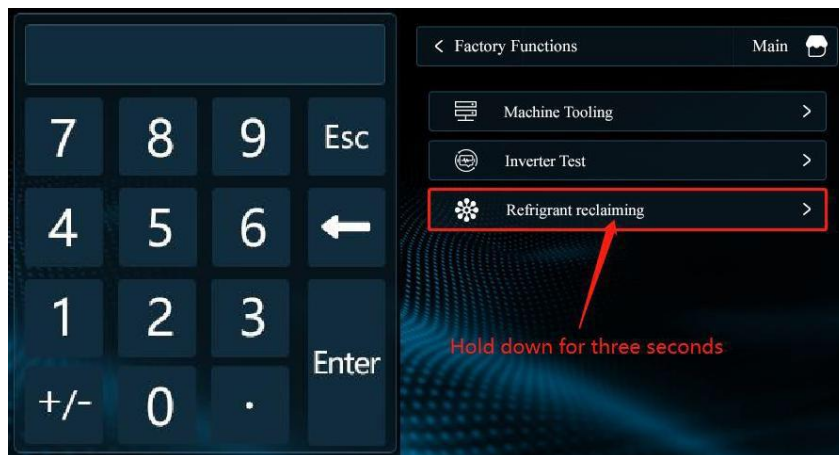 7 8 9 Esc
4 5 6
1 2 3
Enter
+/- 0 .
< Factory Functions Main
Machine Tooling >
Inverter Test >
Refrigrant reclaiming >
Hold down for three seconds